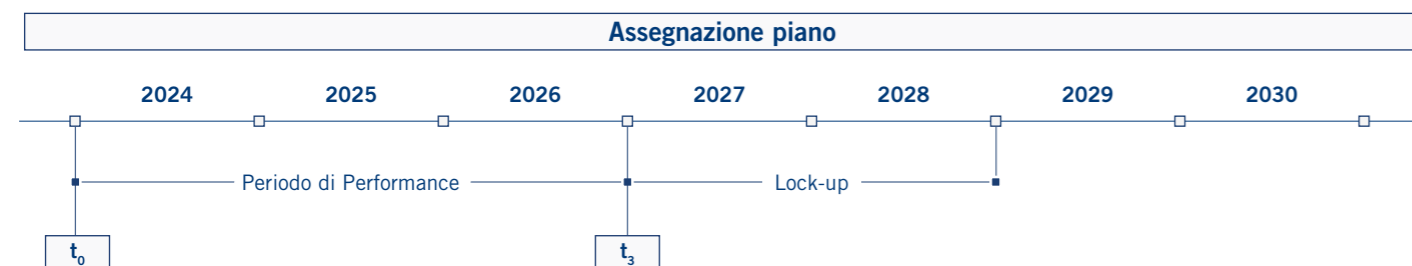 Assegnazione piano
2024 2025 2026 2027 2028 2029 2030
Periodo di Performance Lock-up
t₀ t₃